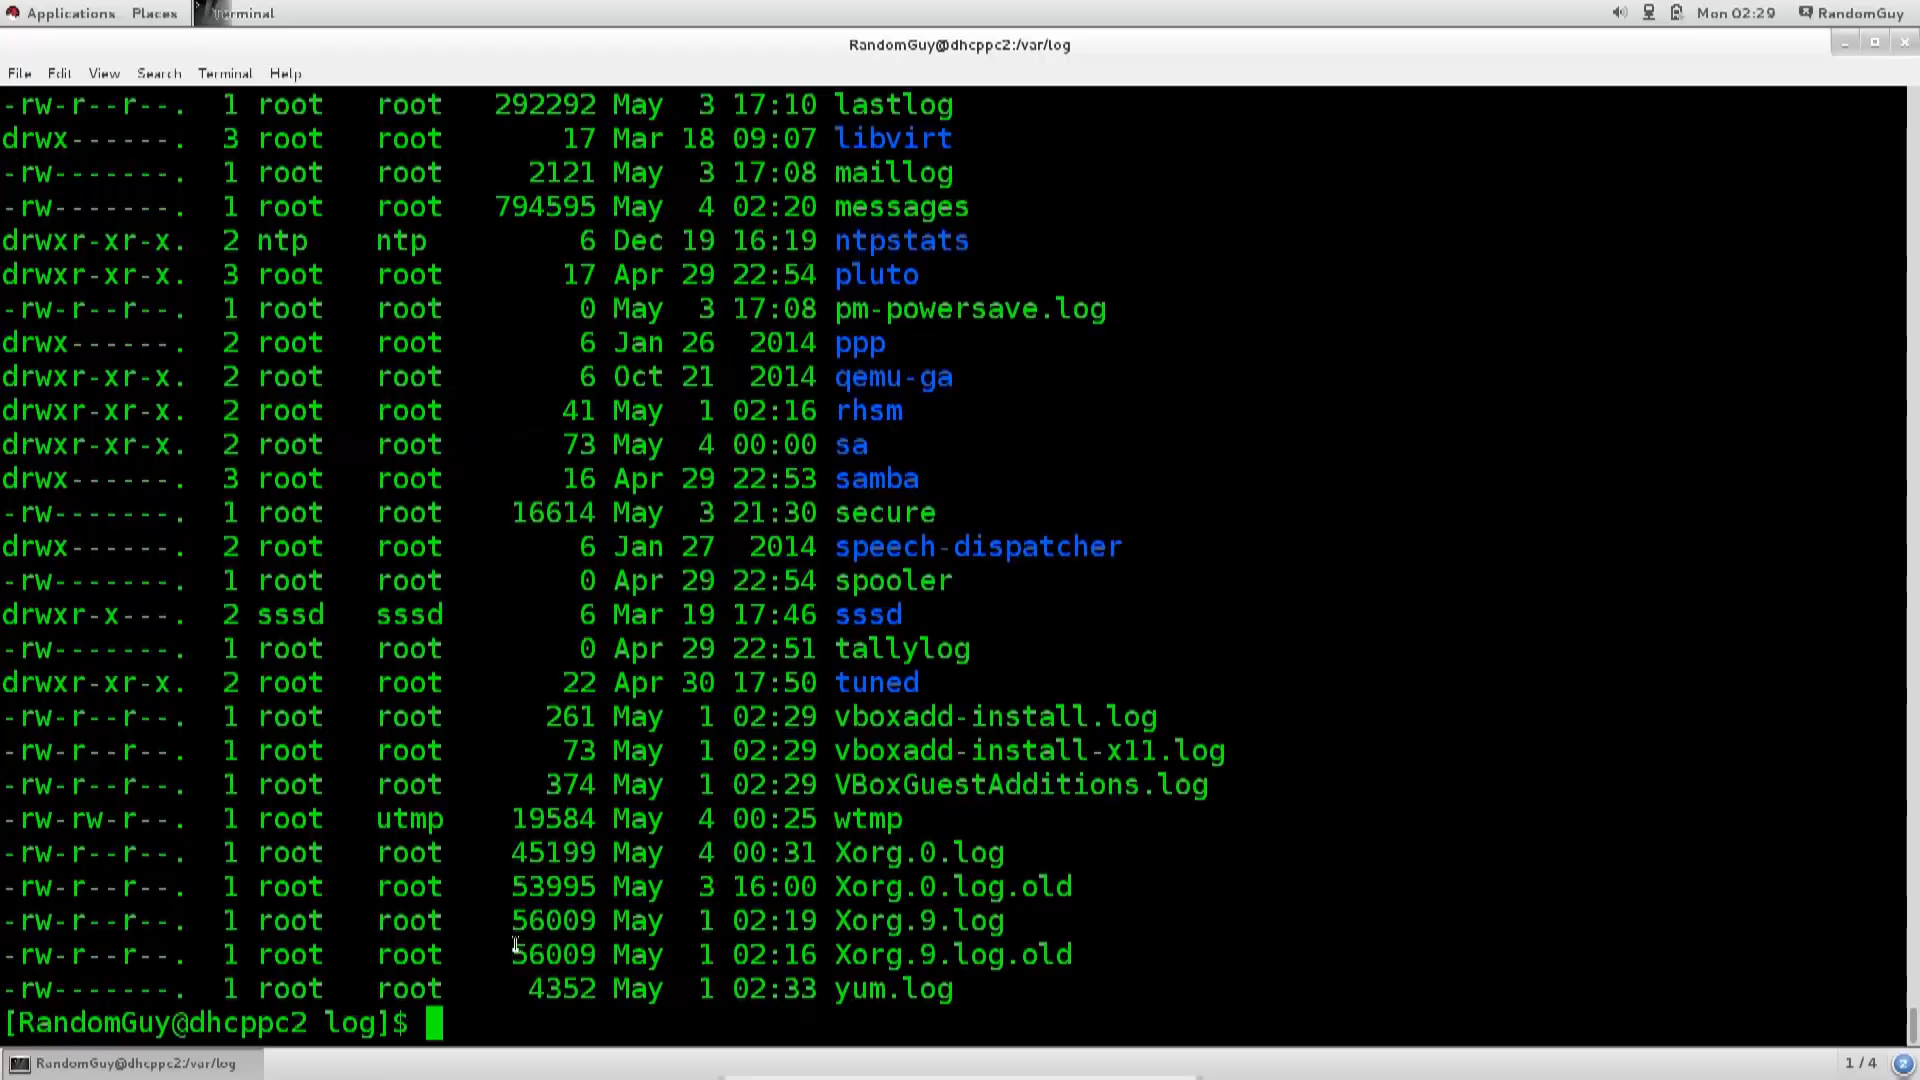 Applications Places Terminal Mon 02:29 RandomGuy
RandomGuy@dhcppc2:/var/log
File Edit View Search Terminal Help
-rw-r--r--. 1 root root 292292 May 3 17:10 lastlog
drwx------. 3 root root 17 Mar 18 09:07 libvirt
-rw-------. 1 root root 2121 May 3 17:08 maillog
-rw-------. 1 root root 794595 May 4 02:20 messages
drwxr-xr-x. 2 ntp ntp 6 Dec 19 16:19 ntpstats
drwxr-xr-x. 3 root root 17 Apr 29 22:54 pluto
-rw-r--r--. 1 root root 0 May 3 17:08 pm-powersave.log
drwx------. 2 root root 6 Jan 26 2014 ppp
drwxr-xr-x. 2 root root 6 Oct 21 2014 qemu-ga
drwxr-xr-x. 2 root root 41 May 1 02:16 rhsm
drwxr-xr-x. 2 root root 73 May 4 00:00 sa
drwx------. 3 root root 16 Apr 29 22:53 samba
-rw-------. 1 root root 16614 May 3 21:30 secure
drwx------. 2 root root 6 Jan 27 2014 speech-dispatcher
-rw-------. 1 root root 0 Apr 29 22:54 spooler
drwxr-x---. 2 sssd sssd 6 Mar 19 17:46 sssd
-rw-------. 1 root root 0 Apr 29 22:51 tallylog
drwxr-xr-x. 2 root root 22 Apr 30 17:50 tuned
-rw-r--r--. 1 root root 261 May 1 02:29 vboxadd-install.log
-rw-r--r--. 1 root root 73 May 1 02:29 vboxadd-install-x11.log
-rw-r--r--. 1 root root 374 May 1 02:29 VBoxGuestAdditions.log
-rw-rw-r--. 1 root utmp 19584 May 4 00:25 wtmp
-rw-r--r--. 1 root root 45199 May 4 00:31 Xorg.0.log
-rw-r--r--. 1 root root 53995 May 3 16:00 Xorg.0.log.old
-rw-r--r--. 1 root root 56009 May 1 02:19 Xorg.9.log
-rw-r--r--. 1 root root 56009 May 1 02:16 Xorg.9.log.old
-rw-------. 1 root root 4352 May 1 02:33 yum.log
[RandomGuy@dhcppc2 log]$
RandomGuy@dhcppc2:/var/log 1 / 4 2